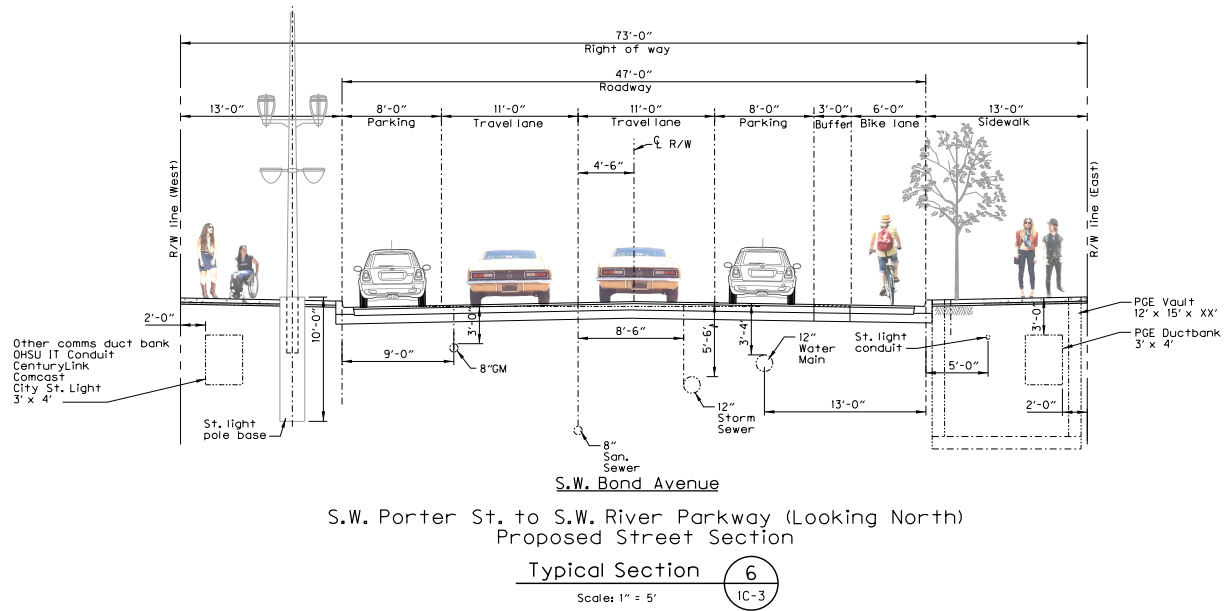 73'-0"
Right of way
47'-0"
Roadway
13'-0"
8'-0"
11'-0"
11'-0"
8'-0"
3'-0"
6'-0"
13'-0"
Parking
Travel lane
Travel lane
Parking
Buffer
Bike lane
Sidewalk
℄ R/W
4'-6"
R/W line (West)
R/W line (East)
2'-0"
Other comms duct bank
OHSU IT Conduit
CenturyLink
Comcast
City St. Light
3' x 4'
10'-0"
St. light
pole base
9'-0"
3'-0"
8"GM
8'-6"
5'-6"
3'-4"
12"
Water
Main
12"
Storm
Sewer
13'-0"
8"
San.
Sewer
St. light
conduit
5'-0"
3'-0"
2'-0"
PGE Vault
12' x 15' x XX'
PGE Ductbank
3' x 4'
S.W. Bond Avenue
S.W. Porter St. to S.W. River Parkway (Looking North)
Proposed Street Section
Typical Section
6
1C-3
Scale: 1" = 5'